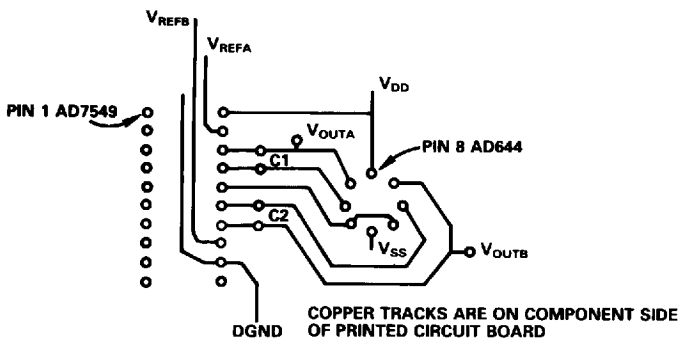 VREFB
VREFA
VDD
PIN 1 AD7549
VOUTA
PIN 8 AD644
C1
C2
VSS
VOUTB
DGND
COPPER TRACKS ARE ON COMPONENT SIDE
OF PRINTED CIRCUIT BOARD